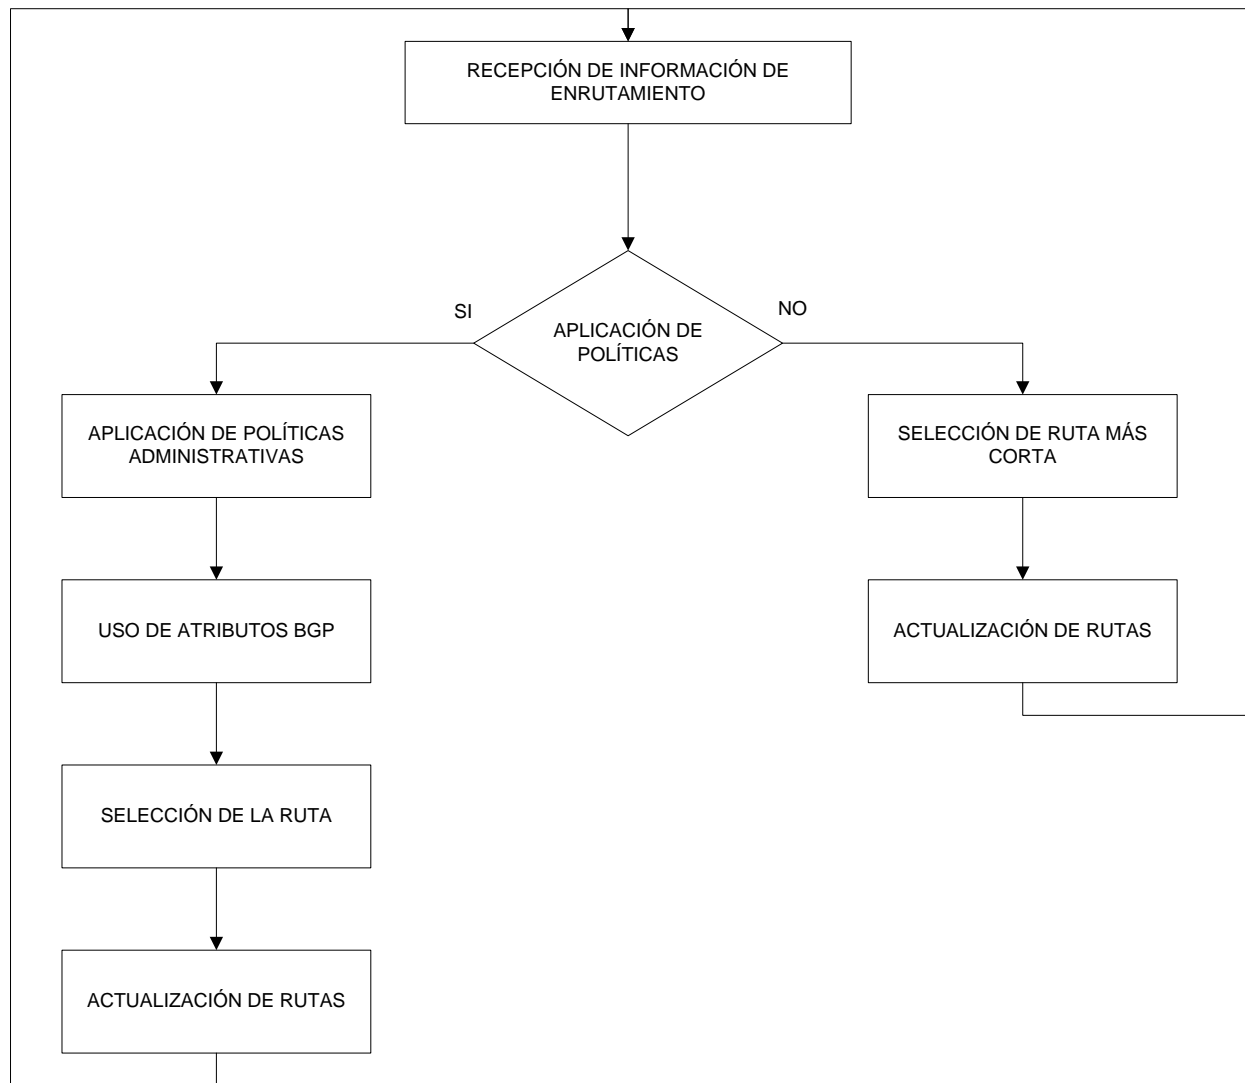 RECEPCIÓN DE INFORMACIÓN DE
ENRUTAMIENTO
SI
NO
APLICACIÓN DE
POLÍTICAS
APLICACIÓN DE POLÍTICAS
ADMINISTRATIVAS
SELECCIÓN DE RUTA MÁS
CORTA
USO DE ATRIBUTOS BGP
ACTUALIZACIÓN DE RUTAS
SELECCIÓN DE LA RUTA
ACTUALIZACIÓN DE RUTAS